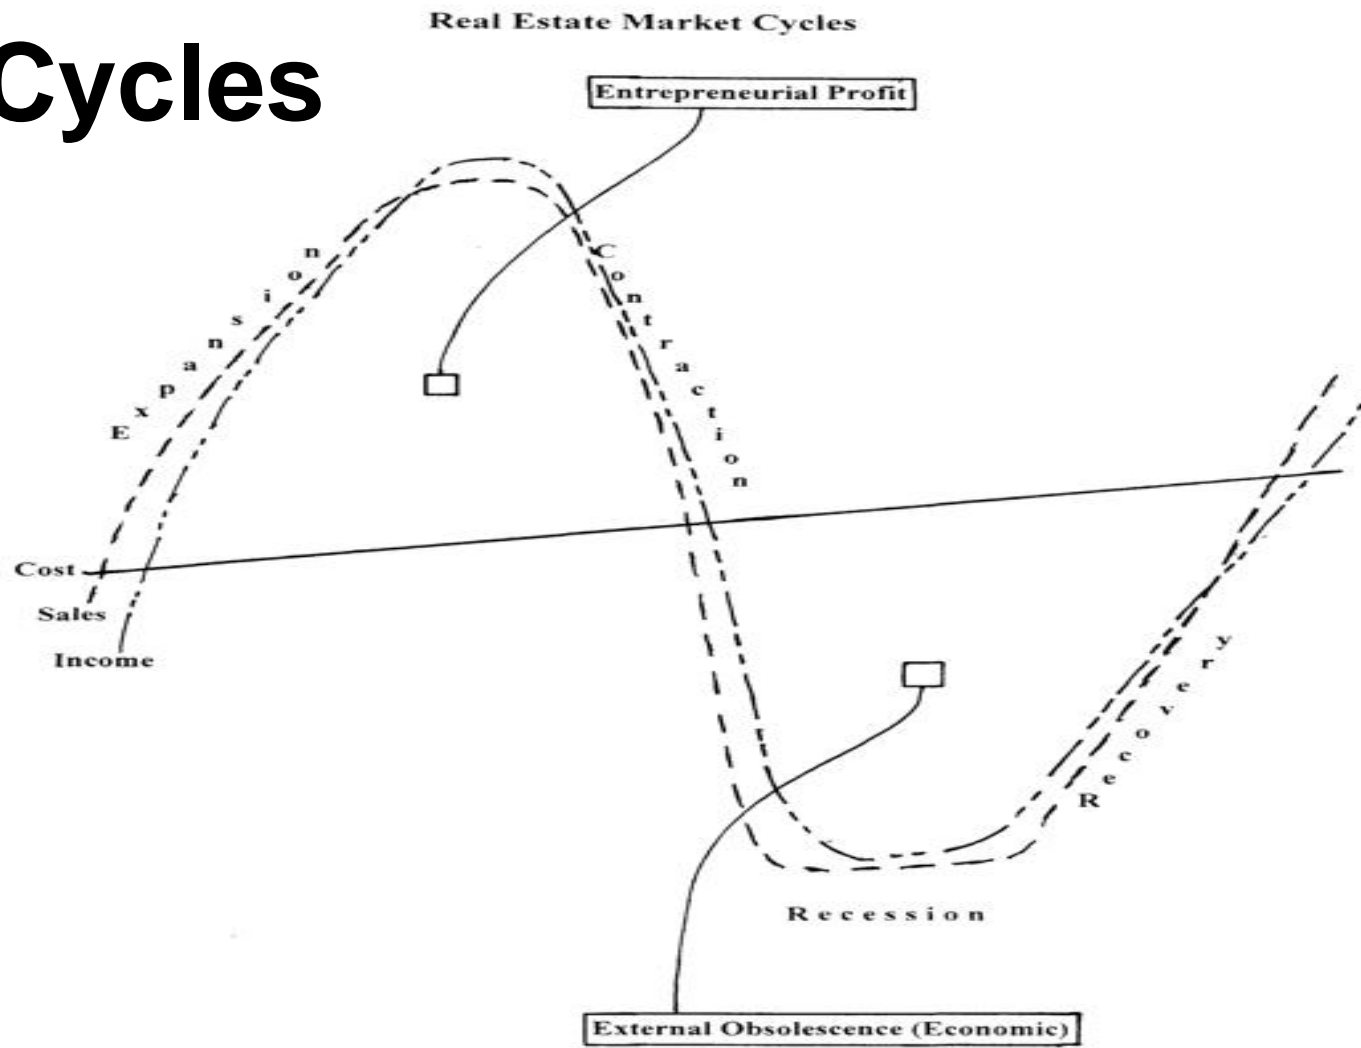 Real Estate Market Cycles
Cycles
Entrepreneurial Profit
Expansion
Contraction
Cost
Sales
Income
Recovery
Recession
External Obsolescence (Economic)